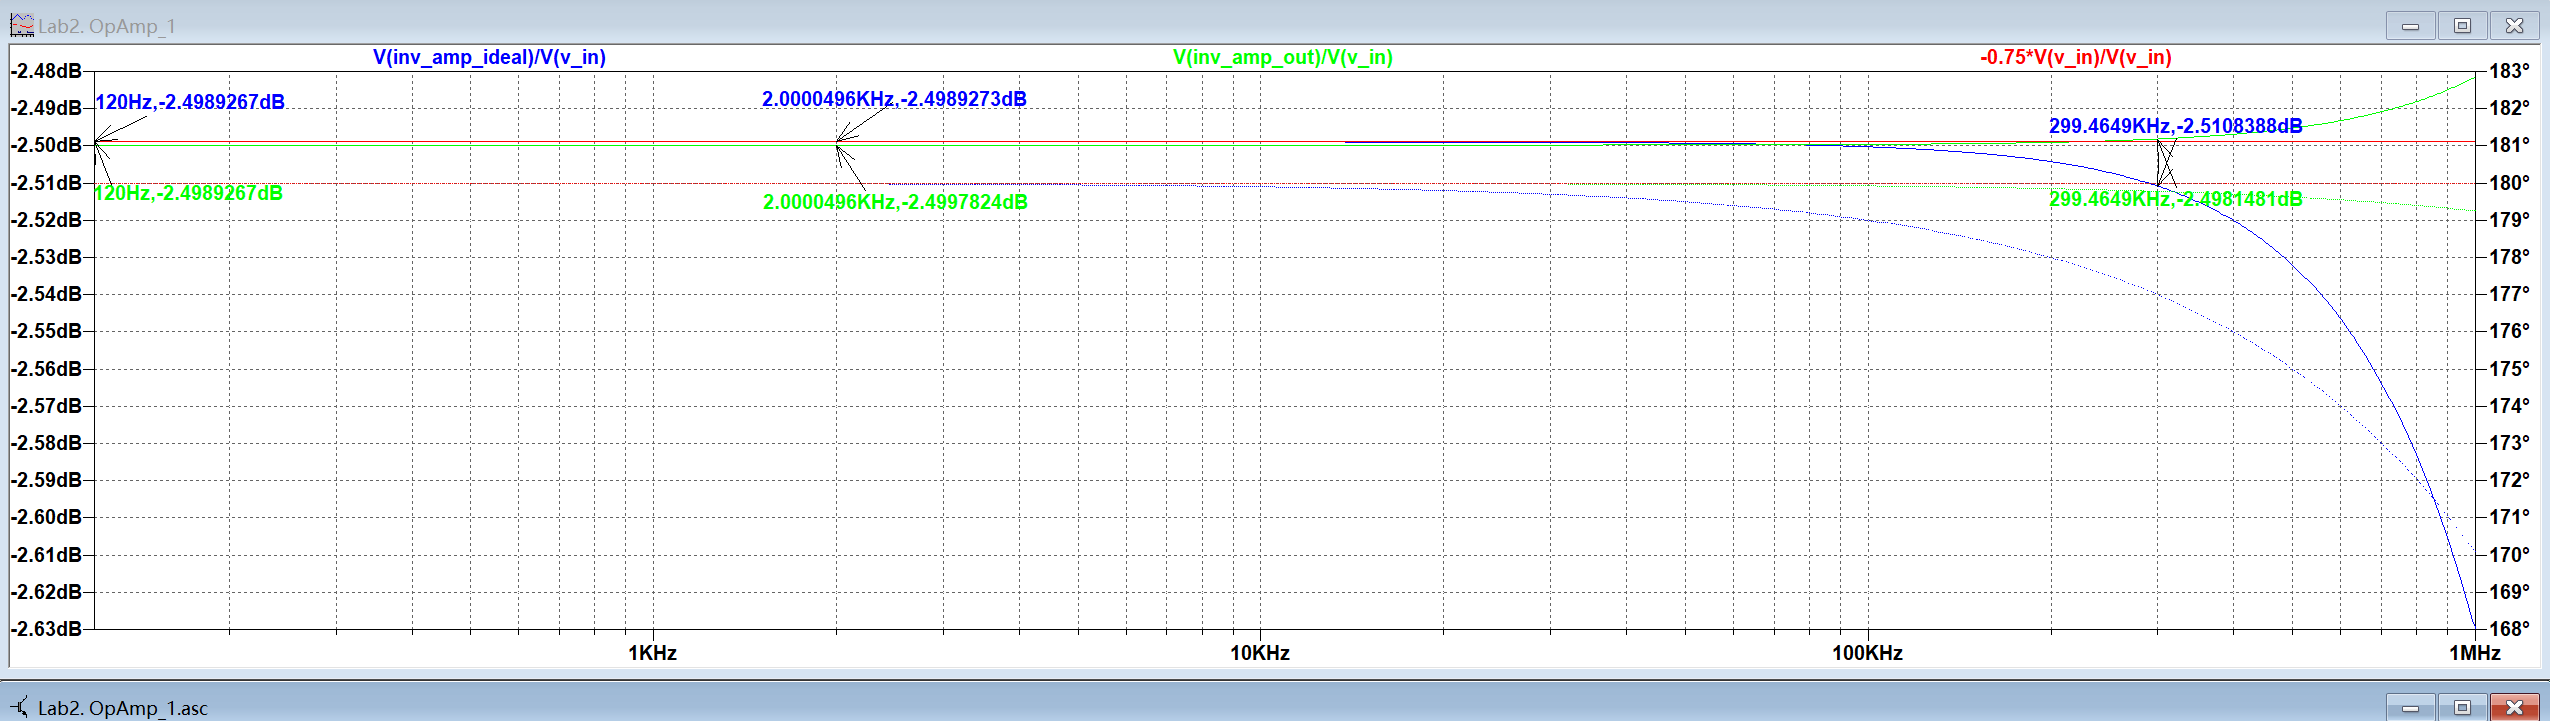 Lab2. OpAmp_1
V(inv_amp_ideal)/V(v_in) V(inv_amp_out)/V(v_in) -0.75*V(v_in)/V(v_in)
-2.48dB 183°
120Hz,-2.4989267dB 2.0000496KHz,-2.4989273dB
-2.49dB 182°
299.4649KHz,-2.5108388dB
-2.50dB 181°
-2.51dB 180°
120Hz,-2.4989267dB 2.0000496KHz,-2.4997824dB 299.4649KHz,-2.4981481dB
-2.52dB 179°
-2.53dB 178°
-2.54dB 177°
-2.55dB 176°
-2.56dB 175°
-2.57dB 174°
-2.58dB 173°
-2.59dB 172°
-2.60dB 171°
-2.61dB 170°
-2.62dB 169°
-2.63dB 168°
1KHz 10KHz 100KHz 1MHz
Lab2. OpAmp_1.asc